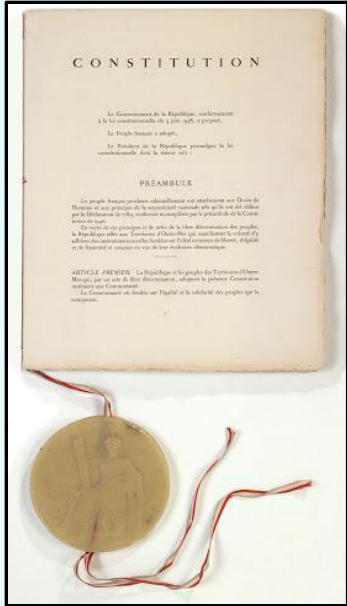 CONSTITUTION
Le Gouvernement de la République, conformément
à la loi constitutionnelle du 3 juin 1958, a proposé,
Le Peuple français a adopté,
Le Président de la République promulgue la loi
constitutionnelle dont la teneur suit :
PRÉAMBULE
Le peuple français proclame solennellement son attachement aux Droits de
l'Homme et aux principes de la souveraineté nationale tels qu'ils ont été définis
par la Déclaration de 1789, confirmée et complétée par le préambule de la Consti-
tution de 1946.
En vertu de ces principes et de celui de la libre détermination des peuples,
la République offre aux Territoires d'Outre-Mer qui manifestent la volonté d'y
adhérer des institutions nouvelles fondées sur l'idéal commun de liberté, d'égalité
et de fraternité et conçues en vue de leur évolution démocratique.
ARTICLE PREMIER. La République et les peuples des Territoires d'Outre-
Mer qui, par un acte de libre détermination, adoptent la présente Constitution
instituent une Communauté.
La Communauté est fondée sur l'égalité et la solidarité des peuples qui la
composent.